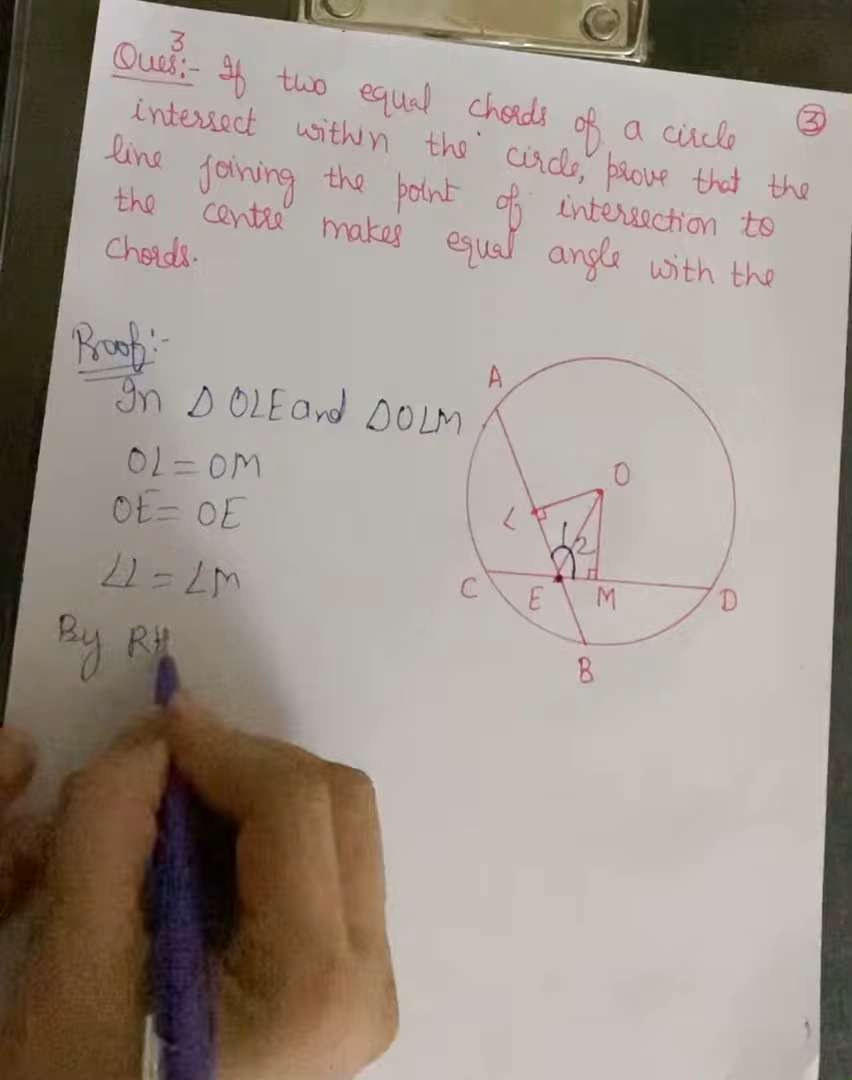 3
Ques:- If two equal chords of a circle
③
intersect within the circle, prove that the
line joining the point of intersection to
the centre makes equal angle with the
chords.
Proof:-
In Δ OLE and Δ OLM
OL = OM
OE = OE
∠L = ∠M
By RH
A
O
L
1
2
C
E
M
D
B